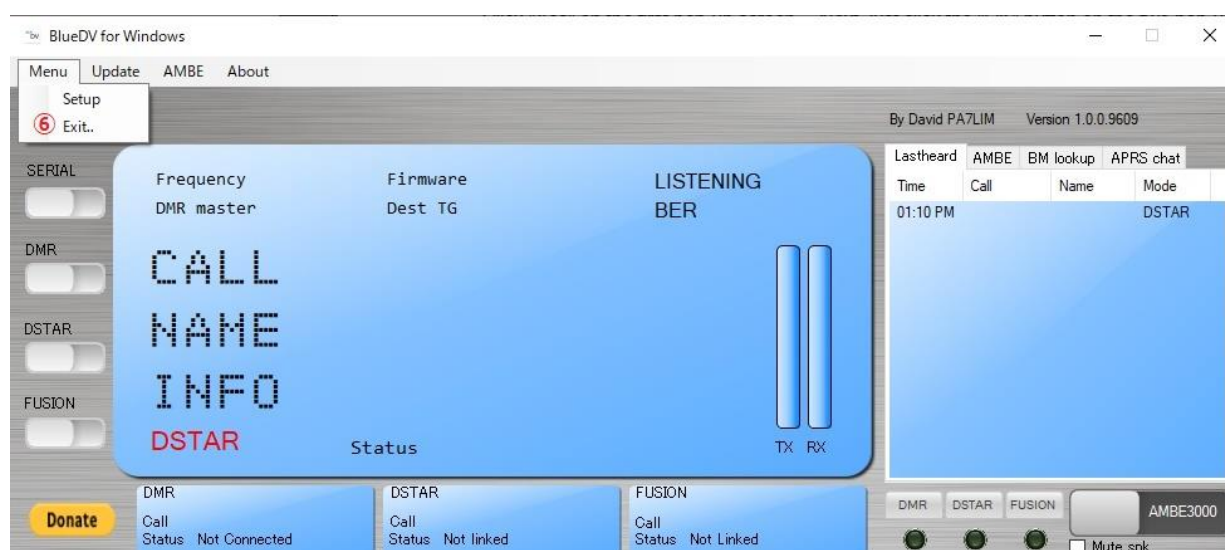 BlueDV for Windows
Menu Update AMBE About
Setup
⑥ Exit..
By David PA7LIM Version 1.0.0.9609
SERIAL
DMR
DSTAR
FUSION
Frequency Firmware LISTENING
DMR master Dest TG BER
CALL
NAME
INFO
DSTAR Status TX RX
Lastheard AMBE BM lookup APRS chat
Time Call Name Mode
01:10 PM DSTAR
Donate
DMR
Call
Status Not Connected
DSTAR
Call
Status Not linked
FUSION
Call
Status Not Linked
DMR DSTAR FUSION AMBE3000
Mute spk